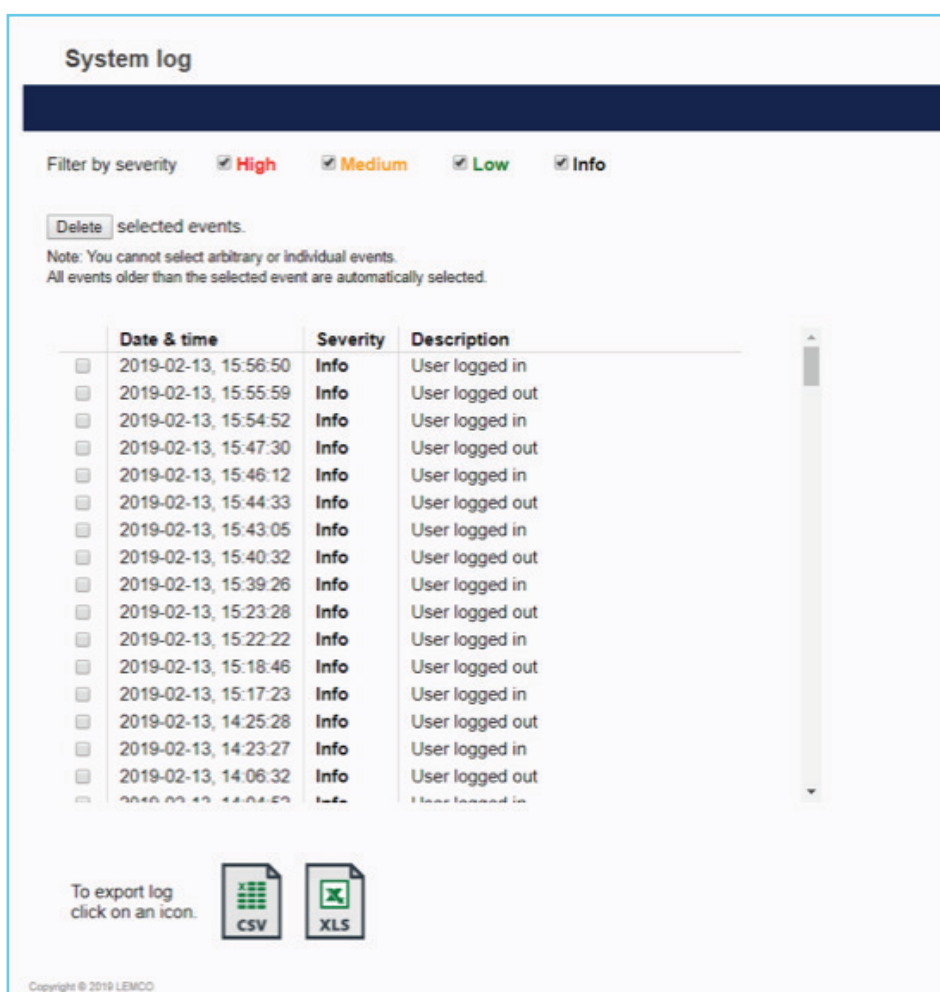 System log
Filter by severity High Medium Low Info
Delete selected events.
Note: You cannot select arbitrary or individual events.
All events older than the selected event are automatically selected.
Date & time Severity Description
2019-02-13, 15:56:50 Info User logged in
2019-02-13, 15:55:59 Info User logged out
2019-02-13, 15:54:52 Info User logged in
2019-02-13, 15:47:30 Info User logged out
2019-02-13, 15:46:12 Info User logged in
2019-02-13, 15:44:33 Info User logged out
2019-02-13, 15:43:05 Info User logged in
2019-02-13, 15:40:32 Info User logged out
2019-02-13, 15:39:26 Info User logged in
2019-02-13, 15:23:28 Info User logged out
2019-02-13, 15:22:22 Info User logged in
2019-02-13, 15:18:46 Info User logged out
2019-02-13, 15:17:23 Info User logged in
2019-02-13, 14:25:28 Info User logged out
2019-02-13, 14:23:27 Info User logged in
2019-02-13, 14:06:32 Info User logged out
To export log
click on an icon.
CSV XLS
Copyright © 2019 LEMCO